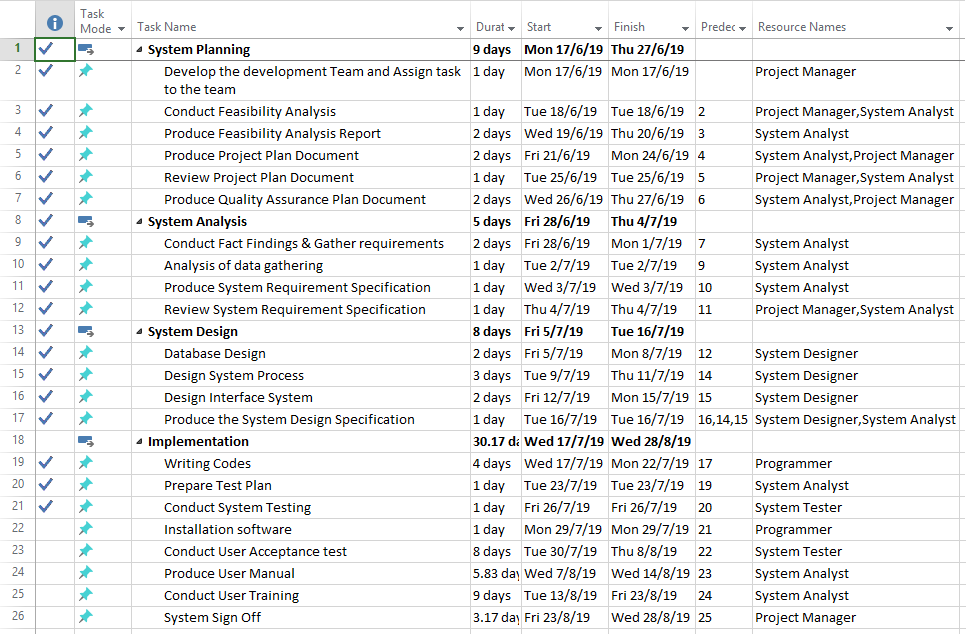 Task Mode Task Name Durat Start Finish Predec Resource Names
1 System Planning 9 days Mon 17/6/19 Thu 27/6/19
2 Develop the development Team and Assign task to the team 1 day Mon 17/6/19 Mon 17/6/19 Project Manager
3 Conduct Feasibility Analysis 1 day Tue 18/6/19 Tue 18/6/19 2 Project Manager,System Analyst
4 Produce Feasibility Analysis Report 2 days Wed 19/6/19 Thu 20/6/19 3 System Analyst
5 Produce Project Plan Document 2 days Fri 21/6/19 Mon 24/6/19 4 System Analyst,Project Manager
6 Review Project Plan Document 1 day Tue 25/6/19 Tue 25/6/19 5 Project Manager,System Analyst
7 Produce Quality Assurance Plan Document 2 days Wed 26/6/19 Thu 27/6/19 6 System Analyst,Project Manager
8 System Analysis 5 days Fri 28/6/19 Thu 4/7/19
9 Conduct Fact Findings & Gather requirements 2 days Fri 28/6/19 Mon 1/7/19 7 System Analyst
10 Analysis of data gathering 1 day Tue 2/7/19 Tue 2/7/19 9 System Analyst
11 Produce System Requirement Specification 1 day Wed 3/7/19 Wed 3/7/19 10 System Analyst
12 Review System Requirement Specification 1 day Thu 4/7/19 Thu 4/7/19 11 Project Manager,System Analyst
13 System Design 8 days Fri 5/7/19 Tue 16/7/19
14 Database Design 2 days Fri 5/7/19 Mon 8/7/19 12 System Designer
15 Design System Process 3 days Tue 9/7/19 Thu 11/7/19 14 System Designer
16 Design Interface System 2 days Fri 12/7/19 Mon 15/7/19 15 System Designer
17 Produce the System Design Specification 1 day Tue 16/7/19 Tue 16/7/19 16,14,15 System Designer,System Analyst
18 Implementation 30.17 da Wed 17/7/19 Wed 28/8/19
19 Writing Codes 4 days Wed 17/7/19 Mon 22/7/19 17 Programmer
20 Prepare Test Plan 1 day Tue 23/7/19 Tue 23/7/19 19 System Analyst
21 Conduct System Testing 1 day Fri 26/7/19 Fri 26/7/19 20 System Tester
22 Installation software 1 day Mon 29/7/19 Mon 29/7/19 21 Programmer
23 Conduct User Acceptance test 8 days Tue 30/7/19 Thu 8/8/19 22 System Tester
24 Produce User Manual 5.83 day Wed 7/8/19 Wed 14/8/19 23 System Analyst
25 Conduct User Training 9 days Tue 13/8/19 Fri 23/8/19 24 System Analyst
26 System Sign Off 3.17 day Fri 23/8/19 Wed 28/8/19 25 Project Manager